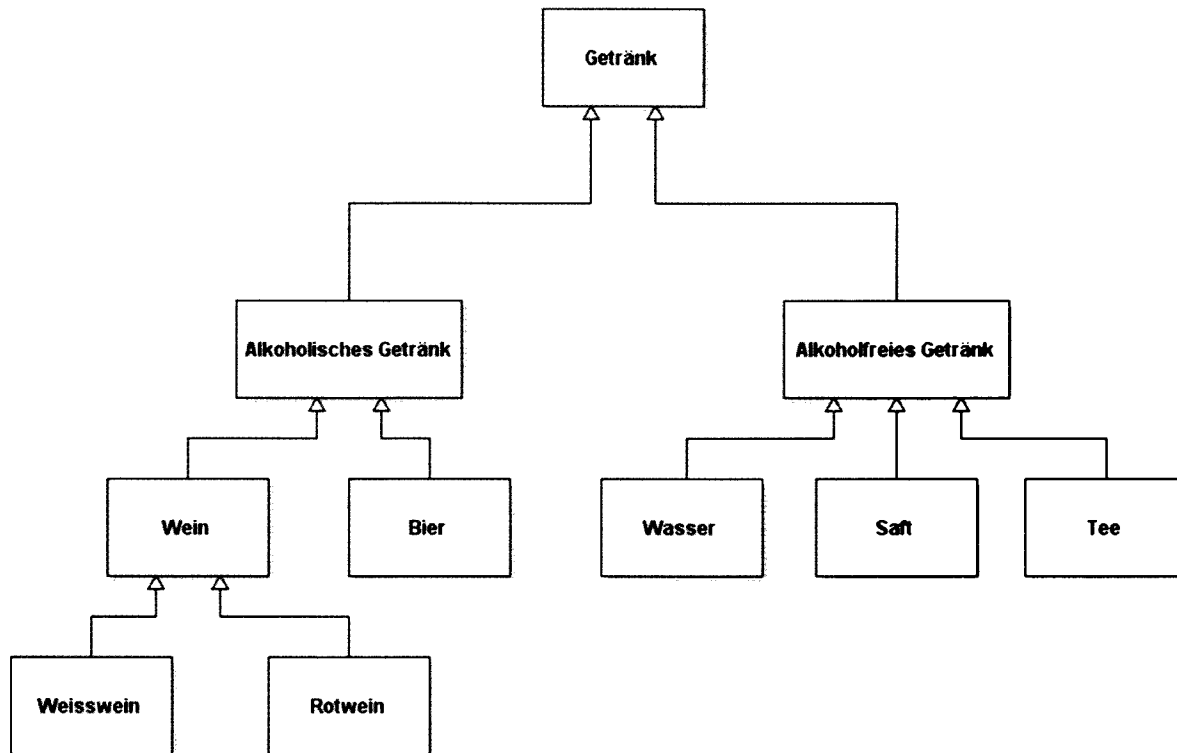 Getränk
Alkoholisches Getränk
Alkoholfreies Getränk
Wein
Bier
Wasser
Saft
Tee
Weisswein
Rotwein